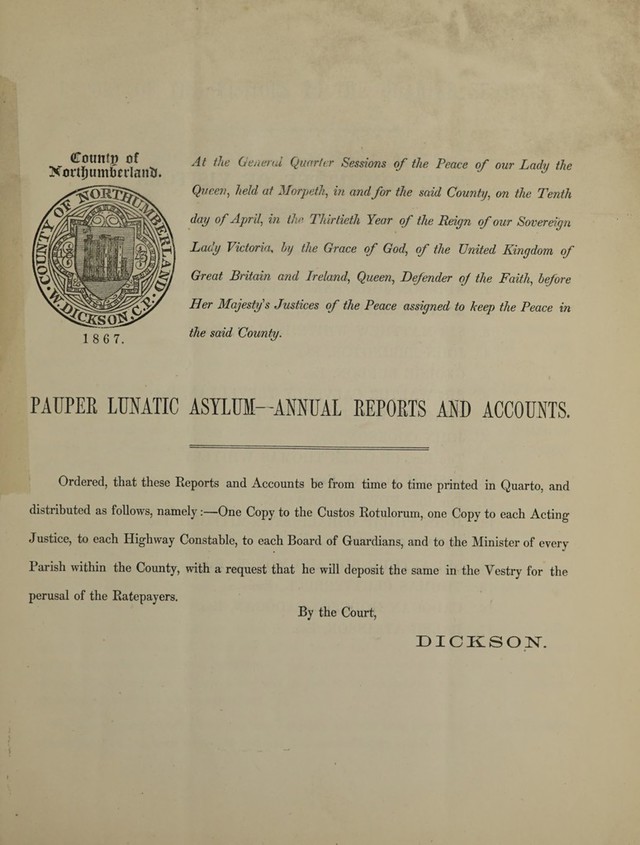 County of
Northumberland.
COUNTY OF NORTHUMBERLAND
W. DICKSON, C.P.
1867.
At the General Quarter Sessions of the Peace of our Lady the
Queen, held at Morpeth, in and for the said County, on the Tenth
day of April, in the Thirtieth Year of the Reign of our Sovereign
Lady Victoria, by the Grace of God, of the United Kingdom of
Great Britain and Ireland, Queen, Defender of the Faith, before
Her Majesty's Justices of the Peace assigned to keep the Peace in
the said County.
PAUPER LUNATIC ASYLUM--ANNUAL REPORTS AND ACCOUNTS.
Ordered, that these Reports and Accounts be from time to time printed in Quarto, and
distributed as follows, namely:—One Copy to the Custos Rotulorum, one Copy to each Acting
Justice, to each Highway Constable, to each Board of Guardians, and to the Minister of every
Parish within the County, with a request that he will deposit the same in the Vestry for the
perusal of the Ratepayers.
By the Court,
DICKSON.